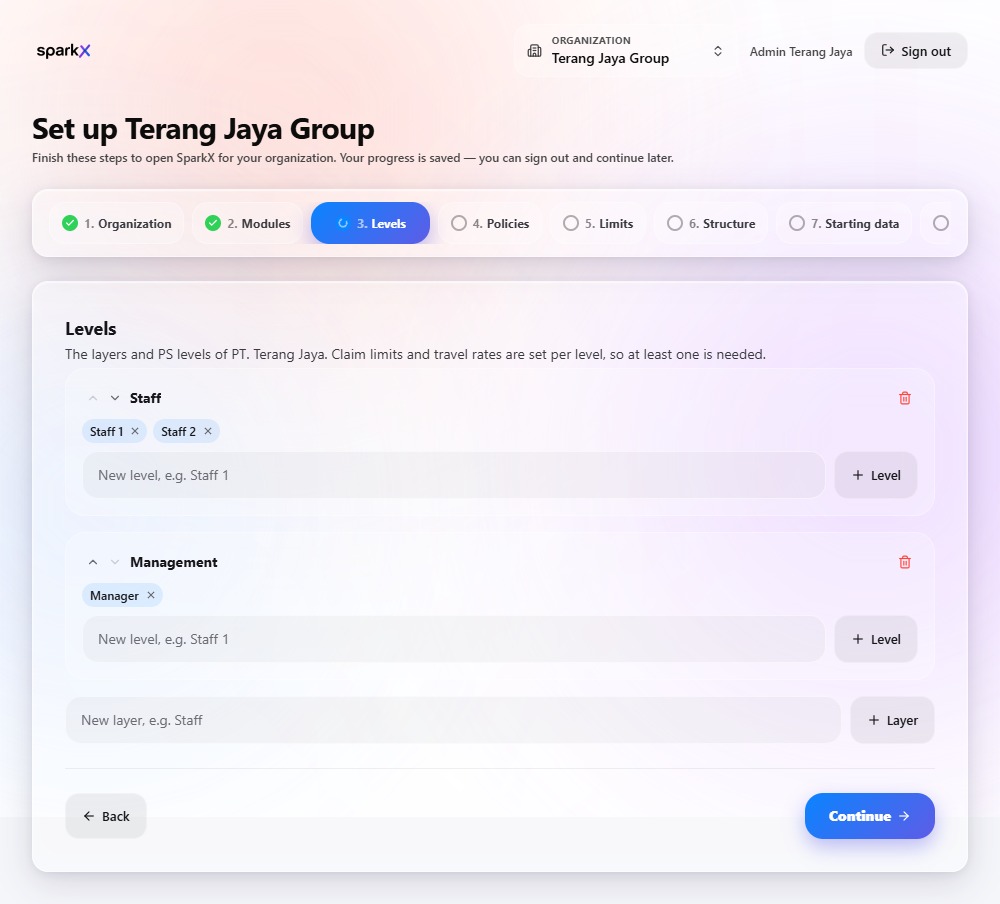 sparkX
ORGANIZATION
Terang Jaya Group
Admin Terang Jaya
Sign out
Set up Terang Jaya Group
Finish these steps to open SparkX for your organization. Your progress is saved — you can sign out and continue later.
1. Organization
2. Modules
3. Levels
4. Policies
5. Limits
6. Structure
7. Starting data
Levels
The layers and PS levels of PT. Terang Jaya. Claim limits and travel rates are set per level, so at least one is needed.
Staff
Staff 1 ×
Staff 2 ×
New level, e.g. Staff 1
+ Level
Management
Manager ×
New level, e.g. Staff 1
+ Level
New layer, e.g. Staff
+ Layer
← Back
Continue →